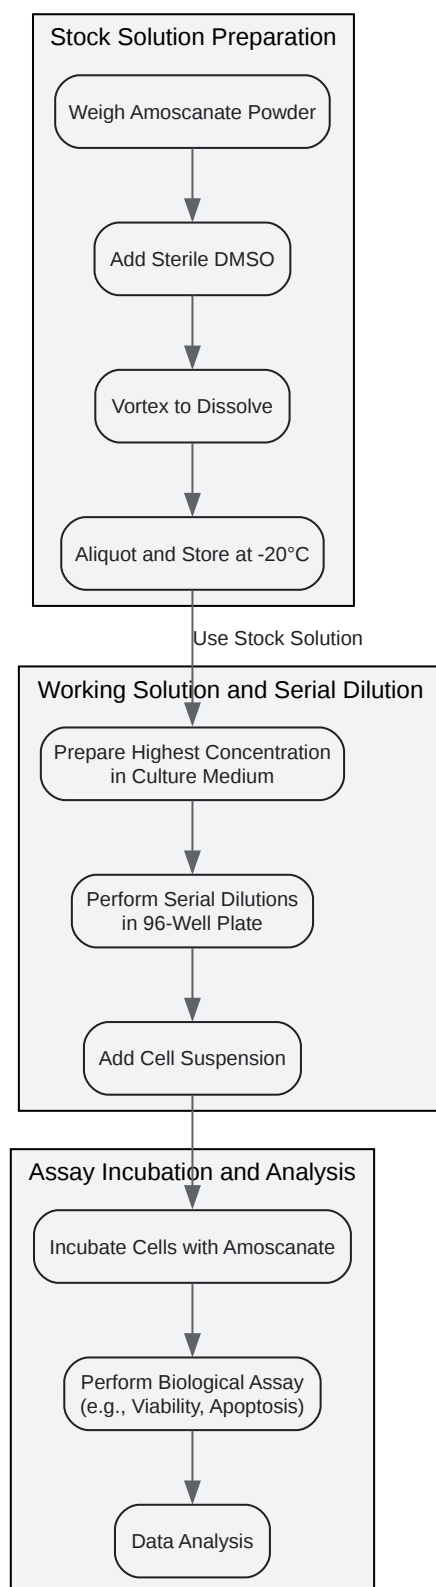 Stock Solution Preparation
Weigh Amoscanate Powder
Add Sterile DMSO
Vortex to Dissolve
Aliquot and Store at -20°C
Use Stock Solution
Working Solution and Serial Dilution
Prepare Highest Concentration
in Culture Medium
Perform Serial Dilutions
in 96-Well Plate
Add Cell Suspension
Assay Incubation and Analysis
Incubate Cells with Amoscanate
Perform Biological Assay
(e.g., Viability, Apoptosis)
Data Analysis